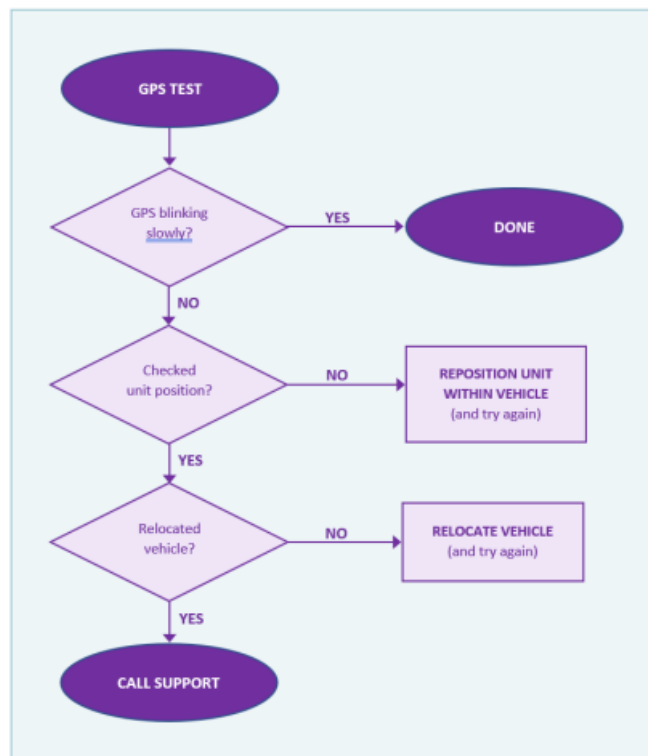 GPS TEST
GPS blinking
slowly?
YES
DONE
NO
Checked
unit position?
NO
REPOSITION UNIT
WITHIN VEHICLE
(and try again)
YES
Relocated
vehicle?
NO
RELOCATE VEHICLE
(and try again)
YES
CALL SUPPORT